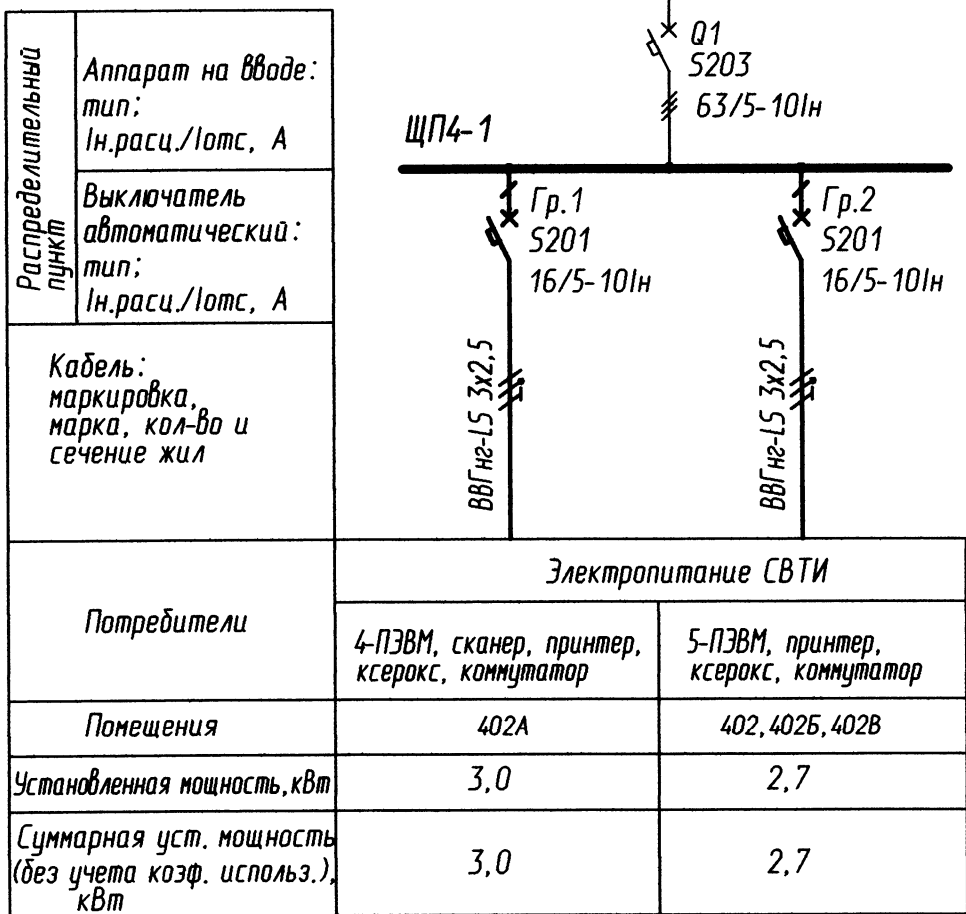 Распределительный
пункт
Аппарат на вводе:
тип;
Iн.расц./Iотс, А
Выключатель
автоматический:
тип;
Iн.расц./Iотс, А
Кабель:
маркировка,
марка, кол-во и
сечение жил
Q1
S203
63/5-10Iн
ЩП4-1
Гр.1
S201
16/5-10Iн
Гр.2
S201
16/5-10Iн
ВВГнг-LS 3x2,5
ВВГнг-LS 3x2,5
Потребители
Электропитание СВТИ
4-ПЭВМ, сканер, принтер,
ксерокс, коммутатор
5-ПЭВМ, принтер,
ксерокс, коммутатор
Помещения
402А
402,402Б,402В
Установленная мощность,кВт
3,0
2,7
Суммарная уст. мощность
(без учета коэф. использ.),
кВт
3,0
2,7